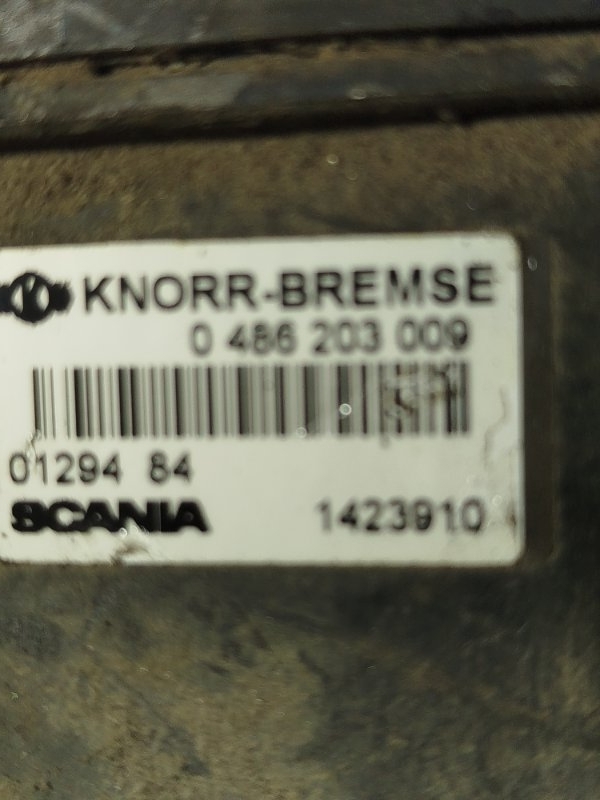 KNORR-BREMSE
0 486 203 009
01294 84
SCANIA 1423910